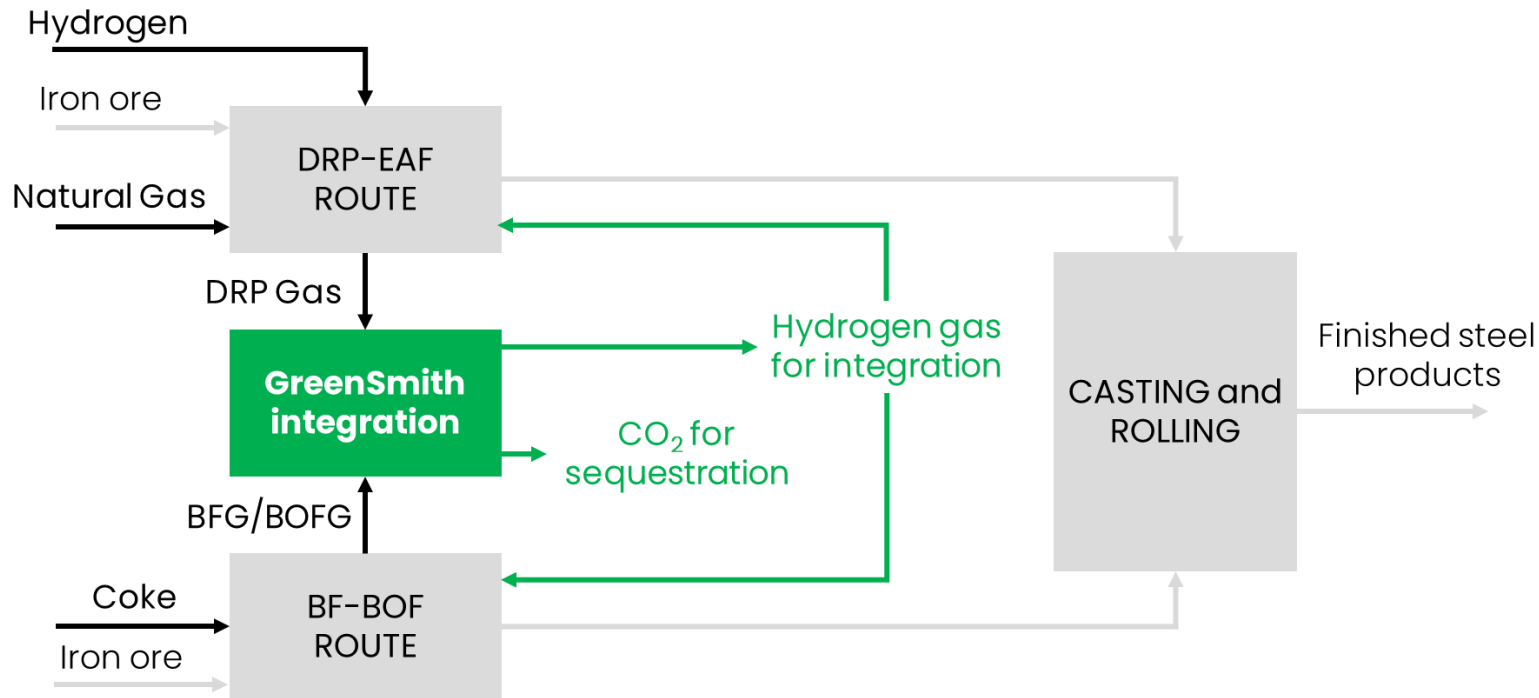 Hydrogen
Iron ore
DRP-EAF
ROUTE
Natural Gas
DRP Gas
GreenSmith
integration
Hydrogen gas
for integration
CO₂ for
sequestration
BFG/BOFG
Coke
Iron ore
BF-BOF
ROUTE
CASTING and
ROLLING
Finished steel
products